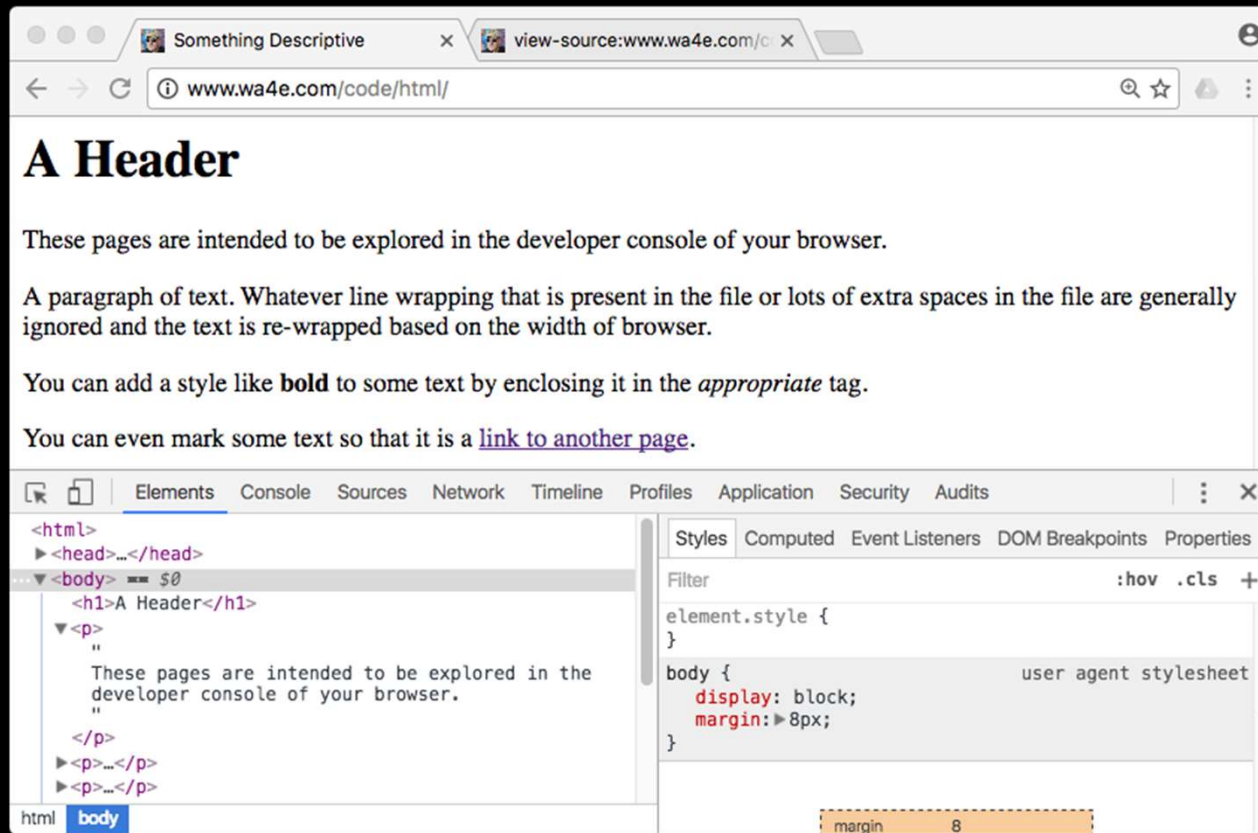 Something Descriptive
view-source:www.wa4e.com/c
www.wa4e.com/code/html/
A Header
These pages are intended to be explored in the developer console of your browser.
A paragraph of text. Whatever line wrapping that is present in the file or lots of extra spaces in the file are generally
ignored and the text is re-wrapped based on the width of browser.
You can add a style like bold to some text by enclosing it in the appropriate tag.
You can even mark some text so that it is a link to another page.
Elements Console Sources Network Timeline Profiles Application Security Audits
<html>
<head>…</head>
<body> == $0
<h1>A Header</h1>
<p>
"
These pages are intended to be explored in the
developer console of your browser.
"
</p>
<p>…</p>
<p>…</p>
html body
Styles Computed Event Listeners DOM Breakpoints Properties
Filter :hov .cls +
element.style {
}
body { user agent stylesheet
display: block;
margin: 8px;
}
margin 8